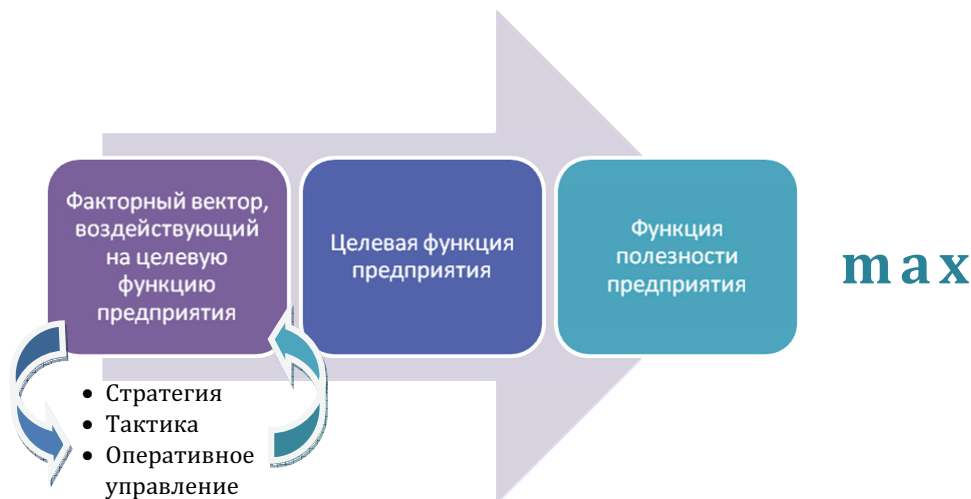 Факторный вектор,
воздействующий
на целевую
функцию
предприятия
Целевая функция
предприятия
Функция
полезности
предприятия
max
• Стратегия
• Тактика
• Оперативное
управление